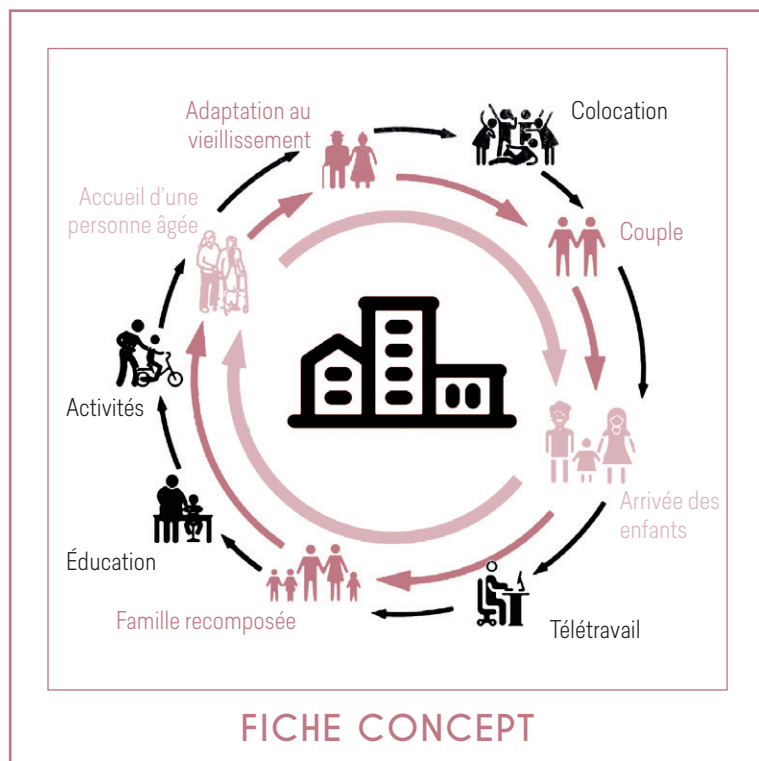 Adaptation au
vieillissement
Colocation
Accueil d'une
personne âgée
Couple
Activités
Arrivée des
enfants
Éducation
Famille recomposée
Télétravail
FICHE CONCEPT